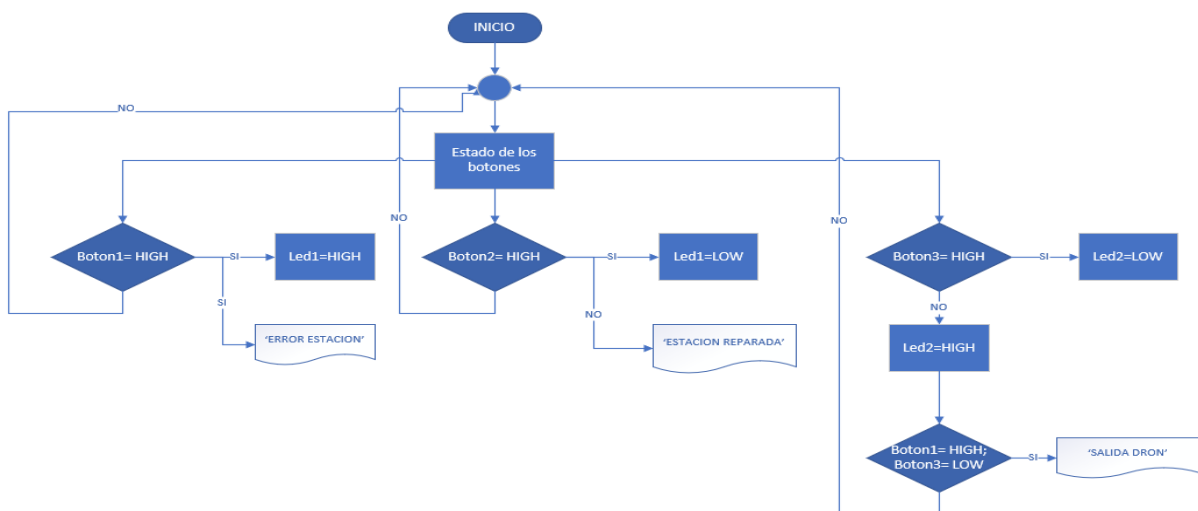 INICIO
NO
Estado de los
botones
NO
NO
Boton1= HIGH
SI
Led1=HIGH
Boton2= HIGH
SI
Led1=LOW
Boton3= HIGH
SI
Led2=LOW
SI
NO
NO
'ERROR ESTACION'
'ESTACION REPARADA'
Led2=HIGH
Boton1= HIGH;
Boton3= LOW
SI
'SALIDA DRON'